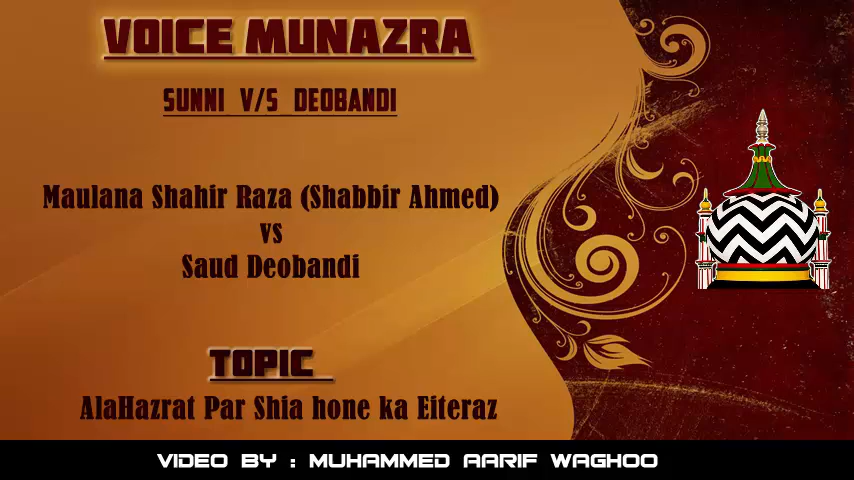 VOICE MUNAZRA
SUNNI V/S DEOBANDI
Maulana Shahir Raza (Shabbir Ahmed)
vs
Saud Deobandi
TOPIC
AlaHazrat Par Shia hone ka Eiteraz
VIDEO BY : MUHAMMED AARIF WAGHOO